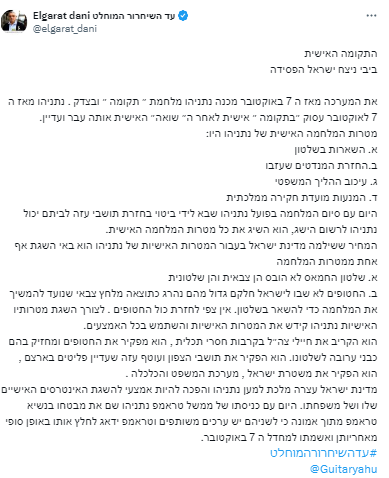 Elgarat dani עד השיחרור המוחלט
@elgarat_dani
התקומה האישית
ביבי ניצח ישראל הפסידה
את המערכה מאז ה 7 באוקטובר מכנה נתניהו מלחמת ״ תקומה ״ ובצדק . נתניהו מאז ה
7 לאוקטובר עסוק ״בתקומה ״ אישית לאחר ה״ שואה״ האישית אותה עבר ועדיין.
מטרות המלחמה האישית של נתניהו היו:
א. השארות בשלטון
ב.החזרת המנדטים שעזבו
ג. עיכוב ההליך המשפטי
ד. המנעות מועדת חקירה ממלכתית
היום עם סיום המלחמה בפועל נתניהו שבא לידי ביטוי בחזרת תושבי עזה לביתם יכול
נתניהו לרשום הישג, הוא השיג את כל מטרות המלחמה האישית.
המחיר ששילמה מדינת ישראל בעבור המטרות האישיות של נתניהו הוא באי השגת אף
אחת ממטרות המלחמה
א. שלטון החמאס לא הובס הן צבאית והן שלטונית
ב. החטופים לא שבו לישראל חלקם גדול מהם נהרג כתוצאה מלחץ צבאי שנועד להמשיך
את המלחמה כדי להשאר בשלטון. אין צפי לחזרת כול החטופים . לצורך השגת מטרותיו
האישיות נתניהו קידש את המטרות האישיות והשתמש בכל האמצעים.
הוא הקריב את חיילי צה״ל בקרבות חסרי תכלית , הוא מפקיר את החטופים ומחזיק בהם
כבני ערובה לשלטונו. הוא הפקיר את תושבי הצפון ועוטף עזה שעדיין פליטים בארצם ,
הוא הפקיר את משטרת ישראל , מערכת המשפט והכלכלה .
מדינת ישראל עצרה מלכת למען נתניהו והפכה להיות אמצעי להשגת האינטרסים האישיים
שלו ושל משפחתו. היום עם כניסתו של ממשל טראמפ נתניהו שם את מבטחו בנשיא
טראמפ מתוך אמונה כי לשניהם יש ערכים משותפים וטראמפ ידאג לחלץ אותו באופן סופי
מאחריותן ואשמתו למחדל ה 7 באוקטובר.
#עדהשיחרורהמוחלט
@Guitaryahu